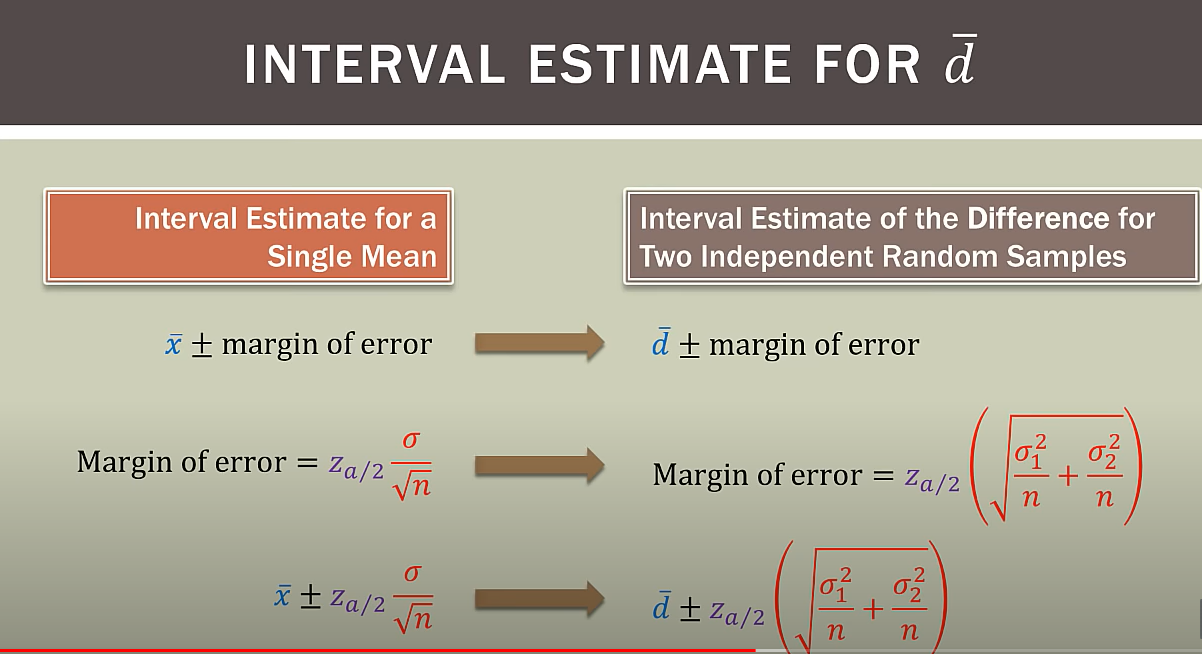 INTERVAL ESTIMATE FOR d̅
Interval Estimate for a
Single Mean
Interval Estimate of the Difference for
Two Independent Random Samples
x̅ ± margin of error
d̅ ± margin of error
Margin of error = z_{a/2} σ/√n
Margin of error = z_{a/2} (√(σ₁²/n + σ₂²/n))
x̅ ± z_{a/2} σ/√n
d̅ ± z_{a/2} (√(σ₁²/n + σ₂²/n))